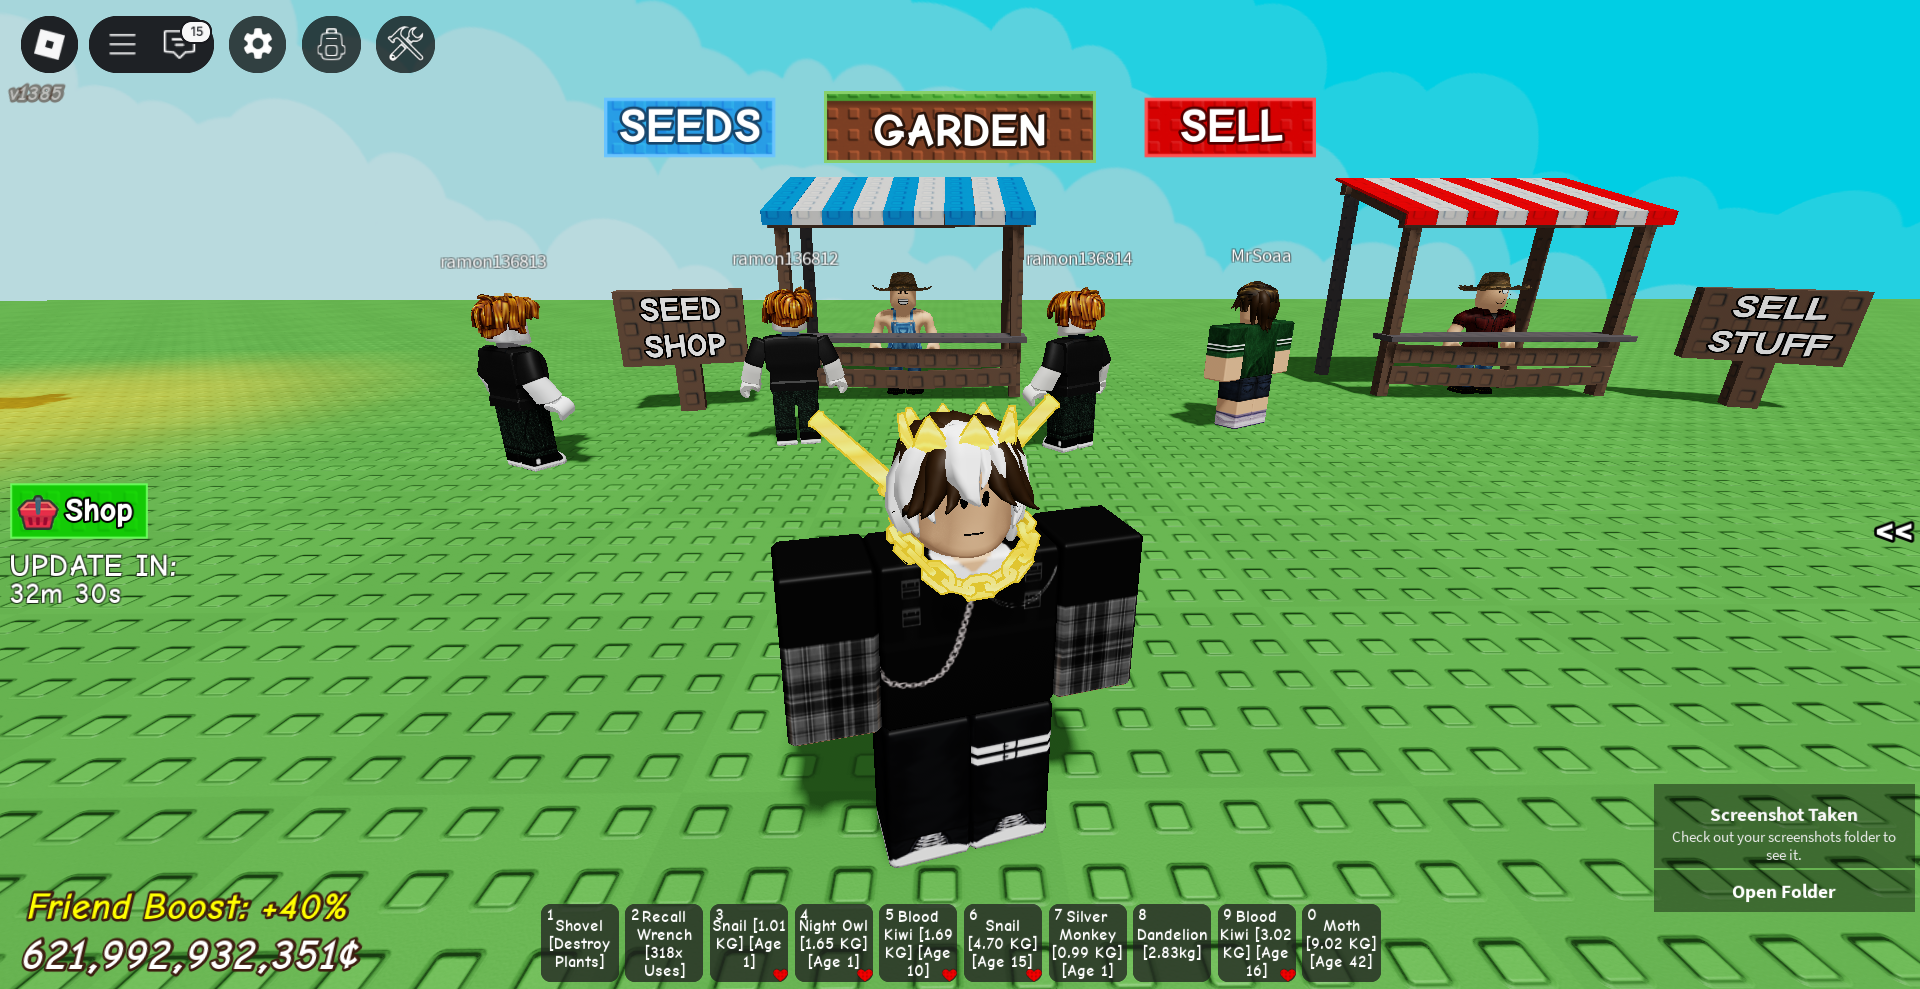 15
v1385
SEEDS
GARDEN
SELL
ramon136813
ramon136812
ramon136814
MrSoaa
SEED
SHOP
SELL
STUFF
Shop
<<
UPDATE IN:
32m 30s
Screenshot Taken
Check out your screenshots folder to
see it.
Open Folder
Friend Boost: +40%
621,992,932,351¢
1
Shovel
[Destroy
Plants]
2 Recall
Wrench
[318x
Uses]
3
Snail [1.01
KG] [Age
1]
4
Night Owl
[1.65 KG]
[Age 1]
5 Blood
Kiwi [1.69
KG] [Age
10]
6
Snail
[4.70 KG]
[Age 15]
7 Silver
Monkey
[0.99 KG]
[Age 1]
8
Dandelion
[2.83kg]
9 Blood
Kiwi [3.02
KG] [Age
16]
0
Moth
[9.02 KG]
[Age 42]